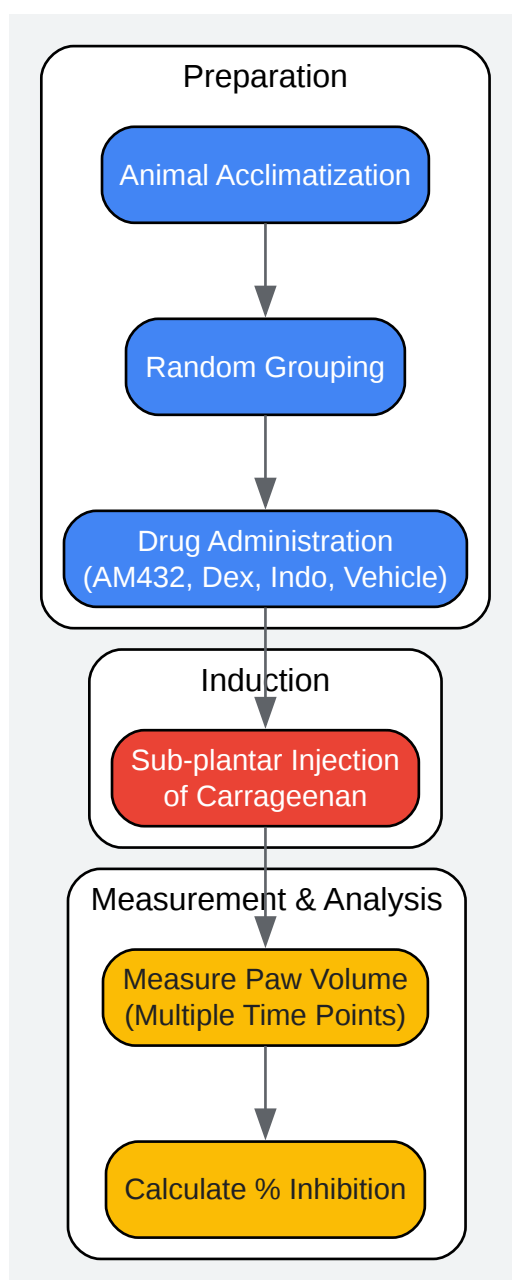 Preparation
Animal Acclimatization
Random Grouping
Drug Administration
(AM432, Dex, Indo, Vehicle)
Induction
Sub-plantar Injection
of Carrageenan
Measurement & Analysis
Measure Paw Volume
(Multiple Time Points)
Calculate % Inhibition